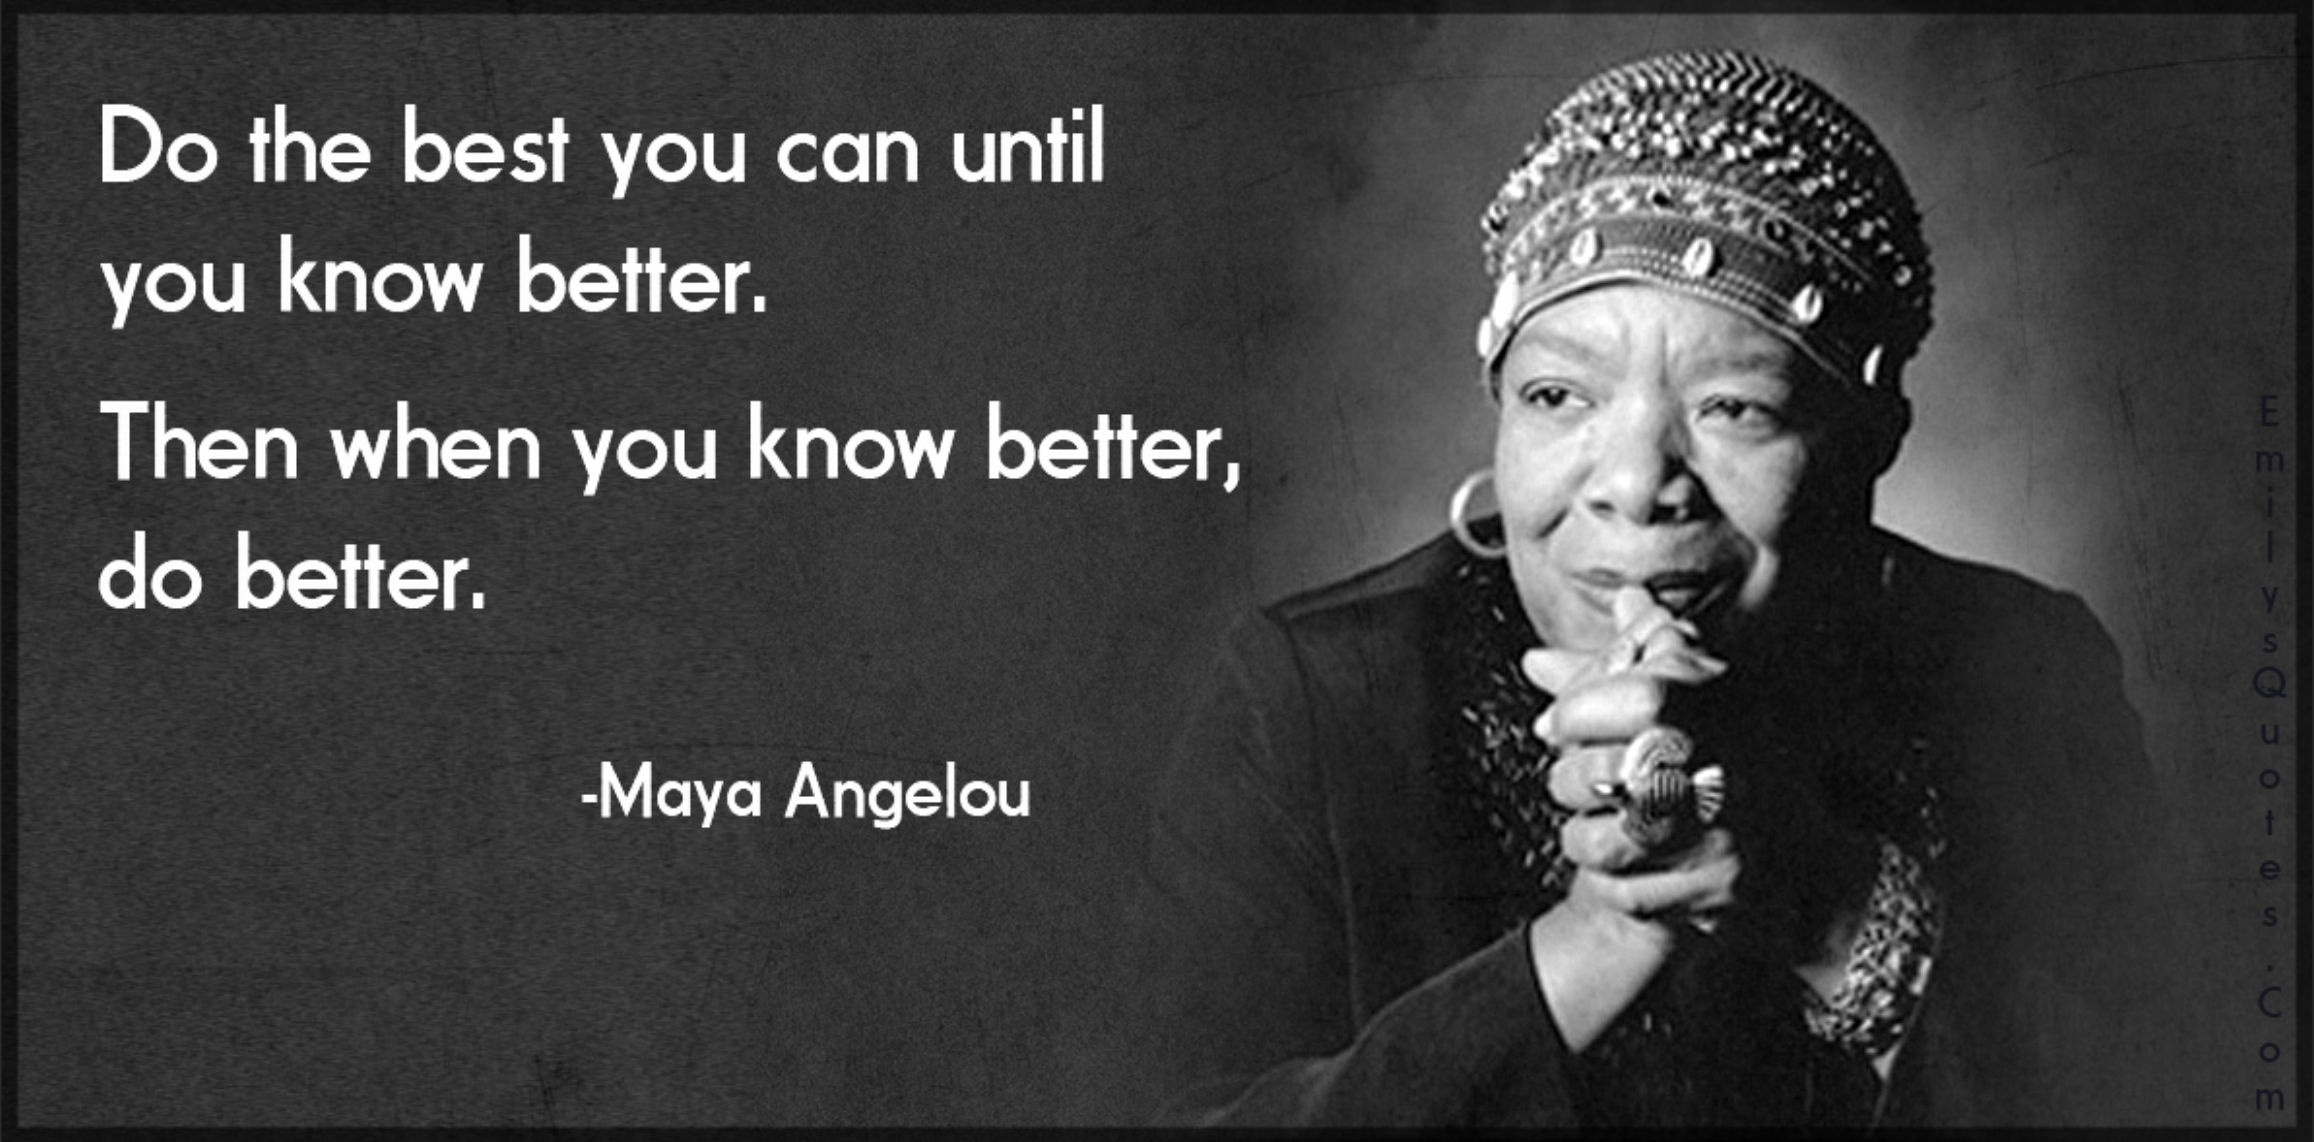 Do the best you can until
you know better.
Then when you know better,
do better.
-Maya Angelou
EmilysQuotes.Com